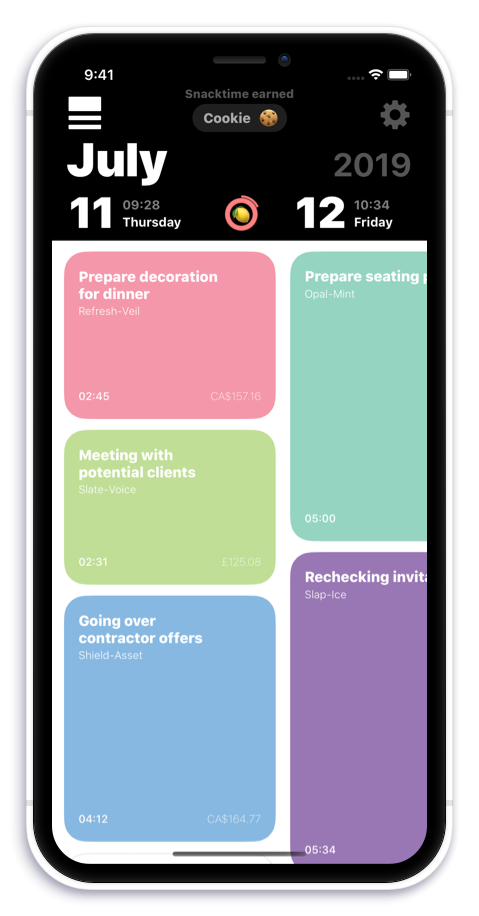 9:41
Snacktime earned
Cookie
July
2019
11
09:28
Thursday
12
10:34
Friday
Prepare decoration
for dinner
Refresh-Veil
02:45
CA$157.16
Meeting with
potential clients
Slate-Voice
02:31
£125.08
Going over
contractor offers
Shield-Asset
04:12
CA$164.77
Prepare seating
Opal-Mint
05:00
Rechecking
Slap-Ice
05:34